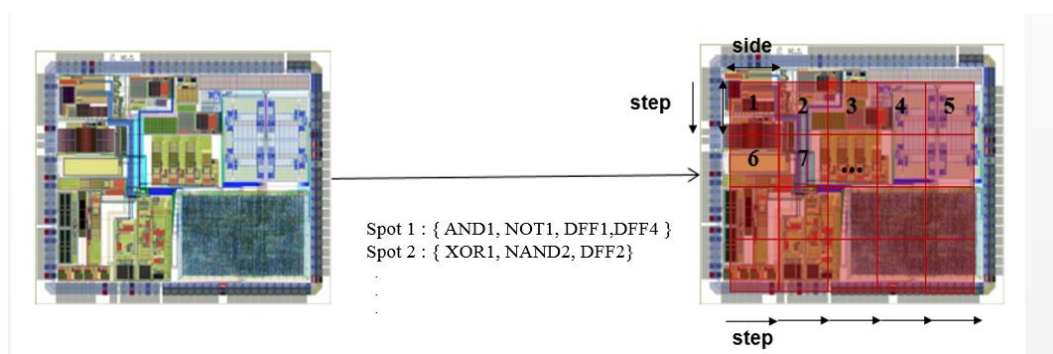 side
step
1 2 3 4 5
6 7
...
Spot 1 : { AND1, NOT1, DFF1,DFF4 }
Spot 2 : { XOR1, NAND2, DFF2}
.
.
.
step